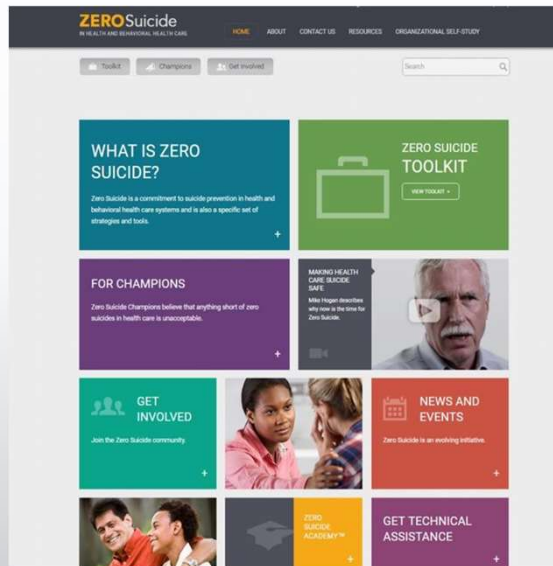 ZEROSuicide
IN HEALTH AND BEHAVIORAL HEALTH CARE
HOME ABOUT CONTACT US RESOURCES ORGANIZATIONAL SELF-STUDY
Toolkit Champions Get Involved Search
WHAT IS ZERO
SUICIDE?
Zero Suicide is a commitment to suicide prevention in health and
behavioral health care systems and is also a specific set of
strategies and tools.
+
ZERO SUICIDE
TOOLKIT
VIEW TOOLKIT +
FOR CHAMPIONS
Zero Suicide Champions believe that anything short of zero
suicides in health care is unacceptable.
+
MAKING HEALTH
CARE SUICIDE
SAFE
Mike Hogan describes
why now is the time for
Zero Suicide.
GET
INVOLVED
Join the Zero Suicide community.
+
NEWS AND
EVENTS
Zero Suicide is an evolving initiative.
+
ZERO
SUICIDE
ACADEMY™
+
GET TECHNICAL
ASSISTANCE
+